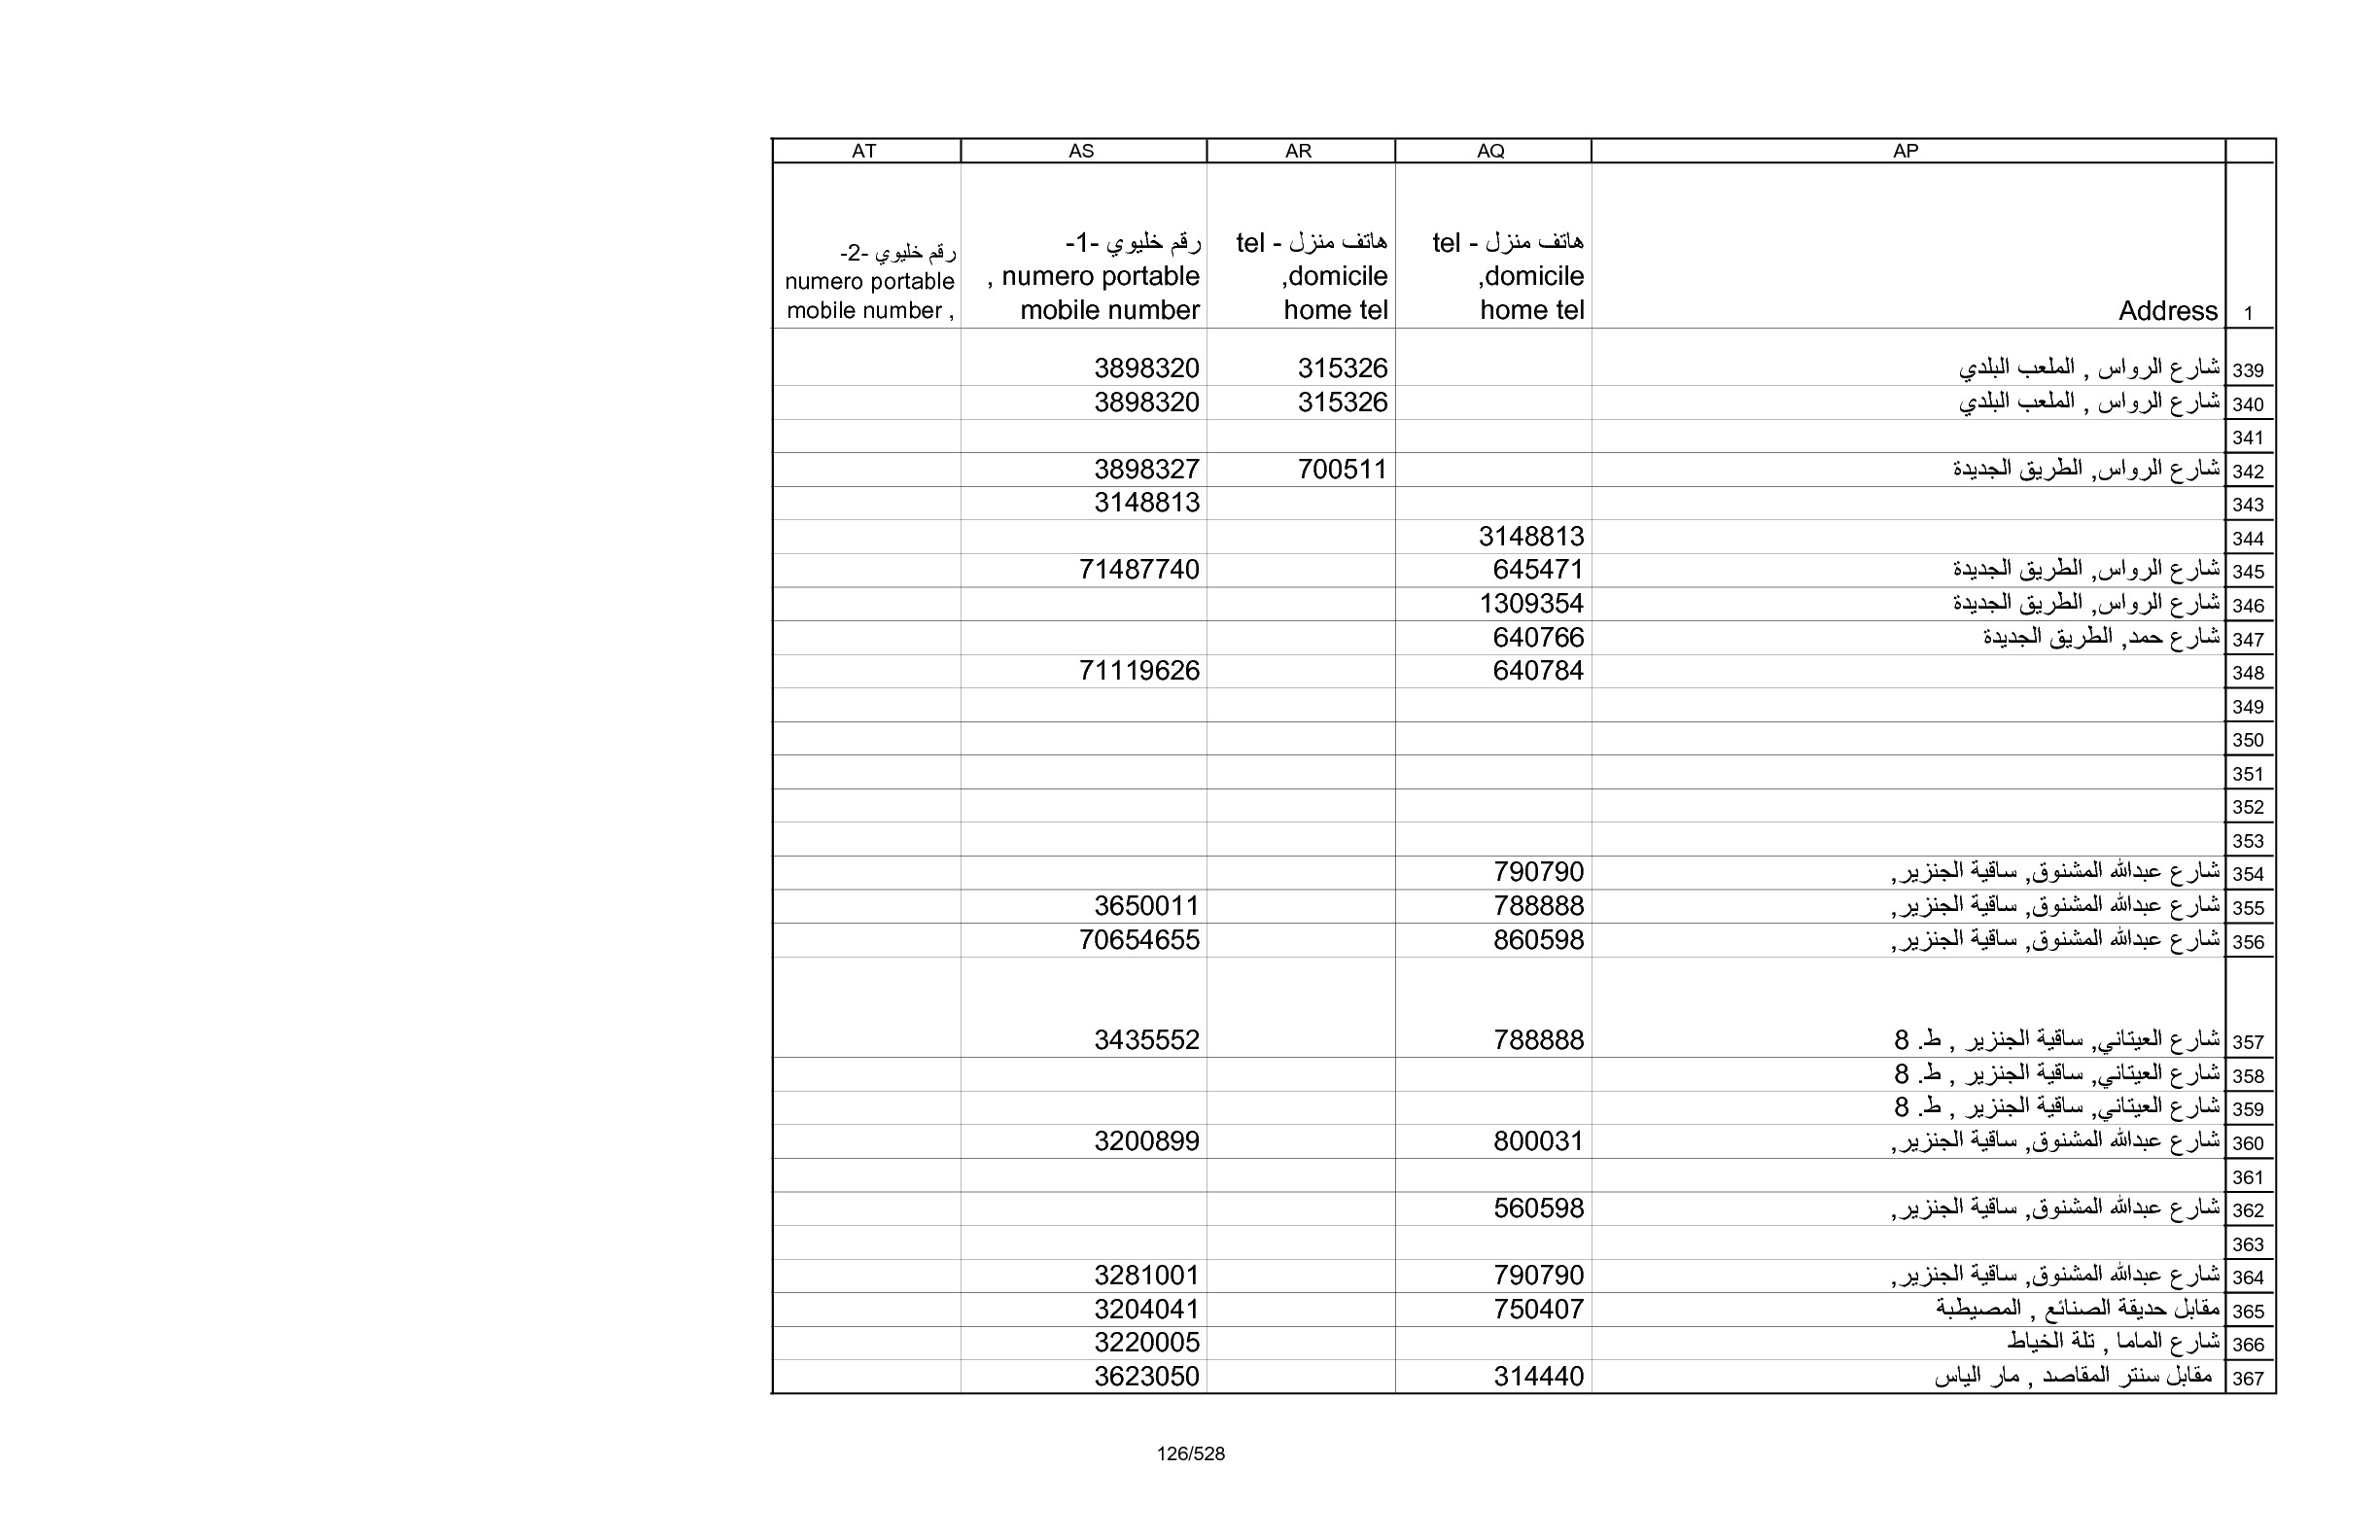 AP AQ AR AS AT
1 Address هاتف منزل - tel domicile, home tel هاتف منزل - tel domicile, home tel رقم خليوي -1- numero portable , mobile number رقم خليوي -2- numero portable mobile number ,
339 شارع الرواس , الملعب البلدي 315326 3898320
340 شارع الرواس , الملعب البلدي 315326 3898320
341
342 شارع الرواس, الطريق الجديدة 700511 3898327
343 3148813
344 3148813
345 شارع الرواس, الطريق الجديدة 645471 71487740
346 شارع الرواس, الطريق الجديدة 1309354
347 شارع حمد, الطريق الجديدة 640766
348 640784 71119626
349
350
351
352
353
354 شارع عبدالله المشنوق, ساقية الجنزير, 790790
355 شارع عبدالله المشنوق, ساقية الجنزير, 788888 3650011
356 شارع عبدالله المشنوق, ساقية الجنزير, 860598 70654655
357 شارع العيتاني, ساقية الجنزير , ط. 8 788888 3435552
358 شارع العيتاني, ساقية الجنزير , ط. 8
359 شارع العيتاني, ساقية الجنزير , ط. 8
360 شارع عبدالله المشنوق, ساقية الجنزير, 800031 3200899
361
362 شارع عبدالله المشنوق, ساقية الجنزير, 560598
363
364 شارع عبدالله المشنوق, ساقية الجنزير, 790790 3281001
365 مقابل حديقة الصنائع , المصيطبة 750407 3204041
366 شارع الماما , تلة الخياط 3220005
367 مقابل سنتر المقاصد , مار الياس 314440 3623050
126/528